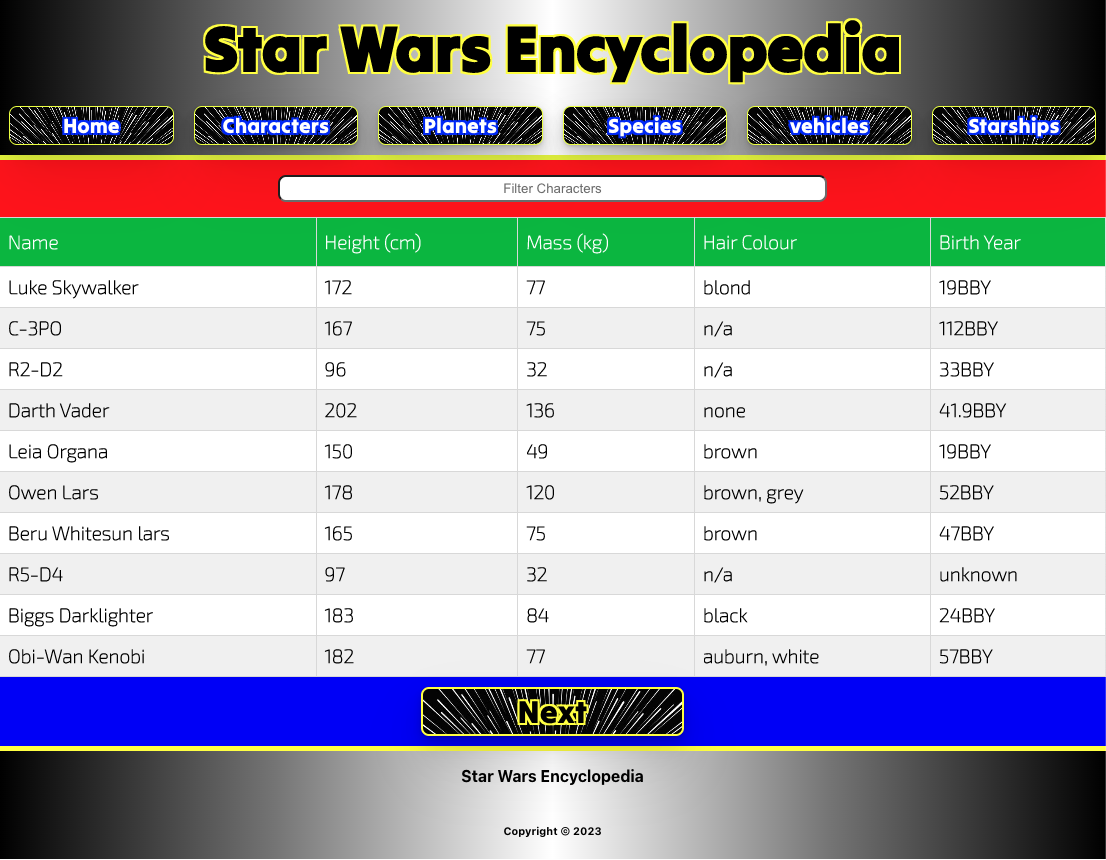 Star Wars Encyclopedia
Home Characters Planets Species vehicles Starships
Filter Characters
Name Height (cm) Mass (kg) Hair Colour Birth Year
Luke Skywalker 172 77 blond 19BBY
C-3PO 167 75 n/a 112BBY
R2-D2 96 32 n/a 33BBY
Darth Vader 202 136 none 41.9BBY
Leia Organa 150 49 brown 19BBY
Owen Lars 178 120 brown, grey 52BBY
Beru Whitesun lars 165 75 brown 47BBY
R5-D4 97 32 n/a unknown
Biggs Darklighter 183 84 black 24BBY
Obi-Wan Kenobi 182 77 auburn, white 57BBY
Next
Star Wars Encyclopedia
Copyright © 2023